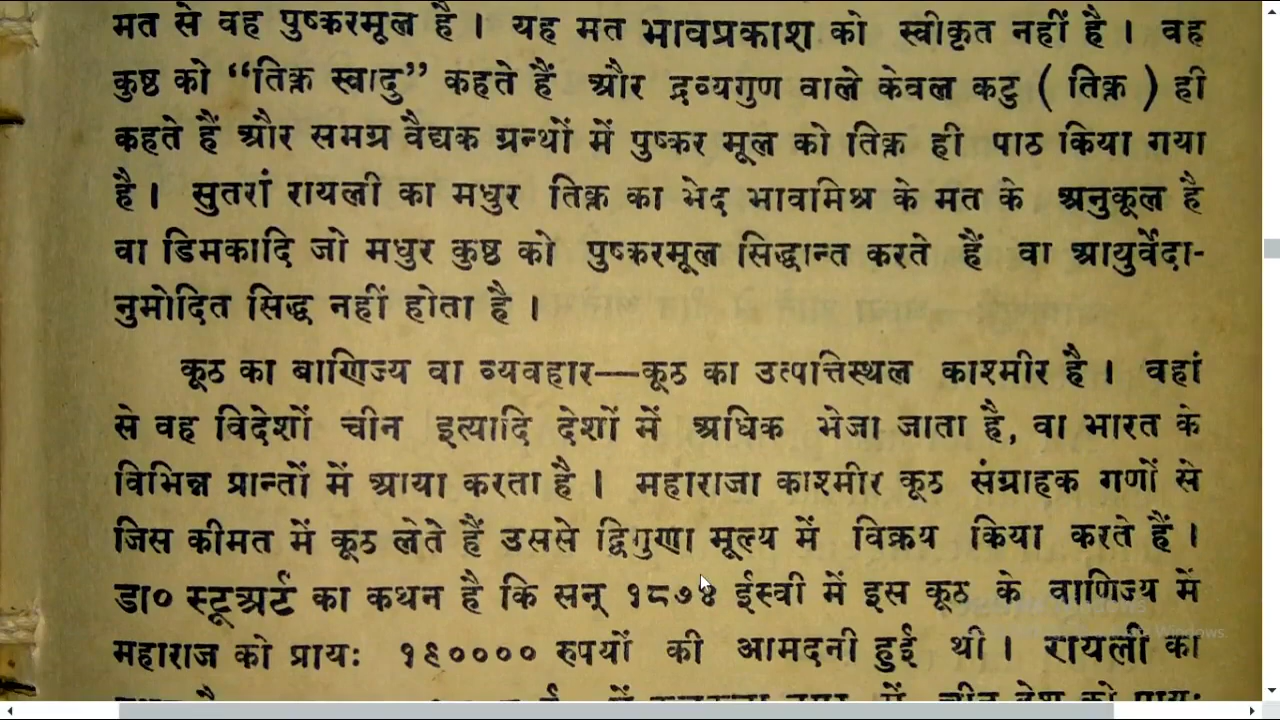 मत से वह पुष्करमूल है । यह मत भावप्रकाश को स्वीकृत नहीं है । वह
कुष्ठ को “तिक्त स्वादु” कहते हैं और द्रव्यगुण वाले केवल कटु ( तिक्त ) ही
कहते हैं और समग्र वैद्यक ग्रन्थों में पुष्कर मूल को तिक्त ही पाठ किया गया
है । सुतरां रायली का मधुर तिक्त का भेद भावामिश्र के मत के अनुकूल है
वा डिमकादि जो मधुर कुष्ठ को पुष्करमूल सिद्धान्त करते हैं वा आयुर्वेदा-
नुमोदित सिद्ध नहीं होता है ।
कूठ का बाणिज्य वा व्यवहार—कूठ का उत्पात्तिस्थल काश्मीर है । वहां
से वह विदेशों चीन इत्यादि देशों में अधिक भेजा जाता है, वा भारत के
विभिन्न प्रान्तों में आया करता है । महाराजा काश्मीर कूठ संग्राहक गणों से
जिस कीमत में कूठ लेते हैं उससे द्विगुणा मूल्य में विक्रय किया करते हैं ।
डा० स्टूअर्ट का कथन है कि सन् १८७४ ईस्वी में इस कूठ के वाणिज्य में
महाराज को प्रायः १९०००० रुपयों की आमदनी हुई थी । रायली का